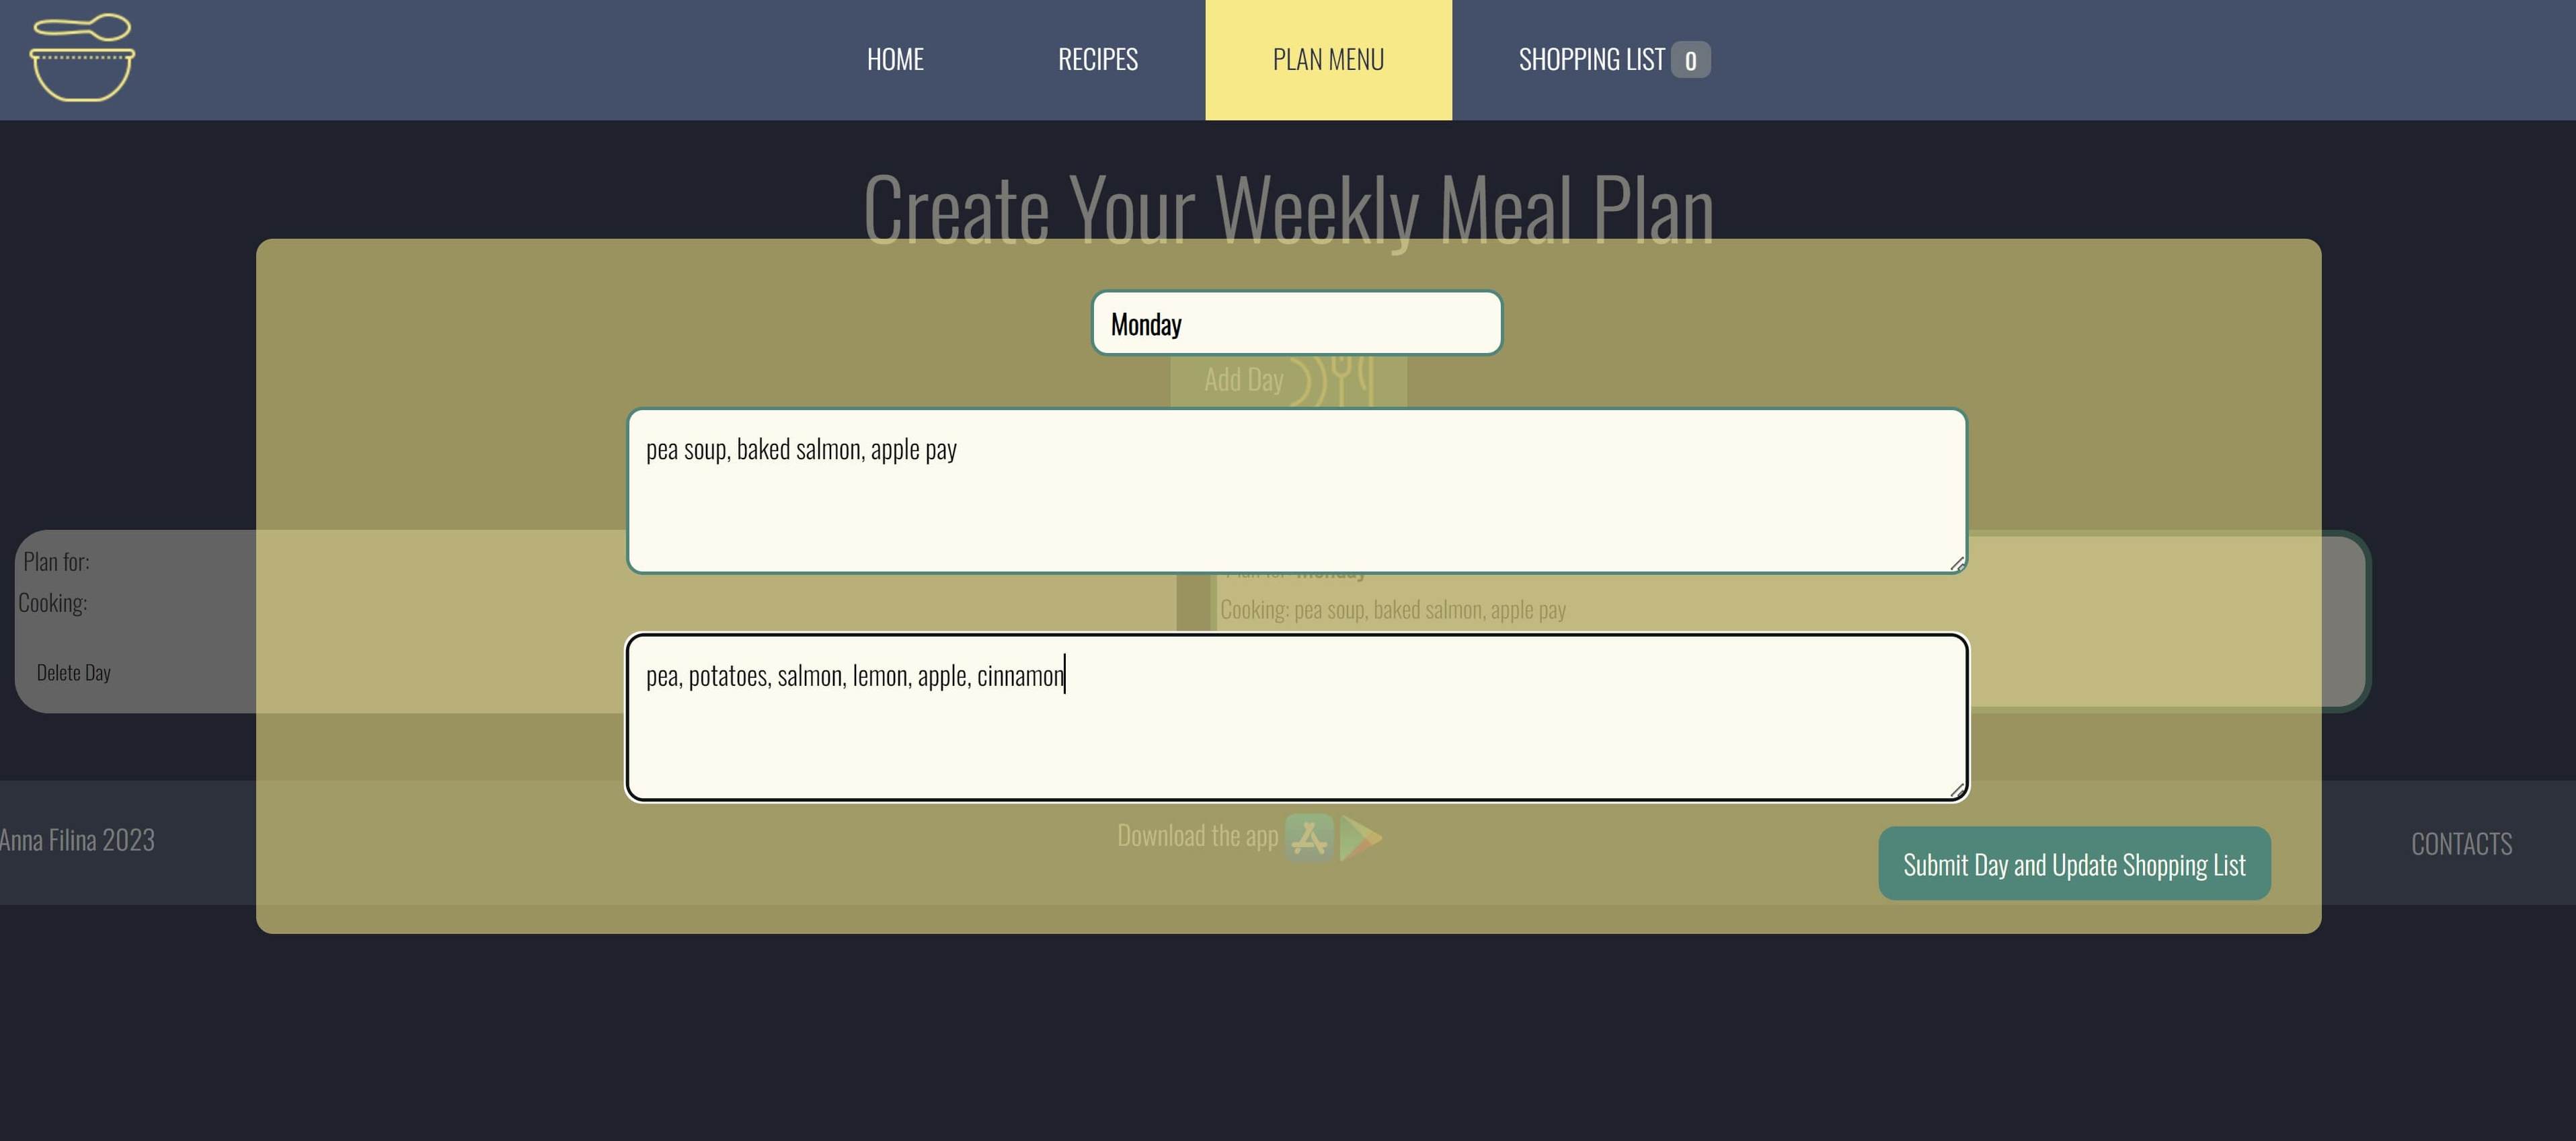 HOME RECIPES PLAN MENU SHOPPING LIST 0
Create Your Weekly Meal Plan
Monday
Add Day
pea soup, baked salmon, apple pay
Plan for:
Plan for Monday
Cooking:
Cooking: pea soup, baked salmon, apple pay
Delete Day
pea, potatoes, salmon, lemon, apple, cinnamon
Anna Filina 2023
Download the app
CONTACTS
Submit Day and Update Shopping List